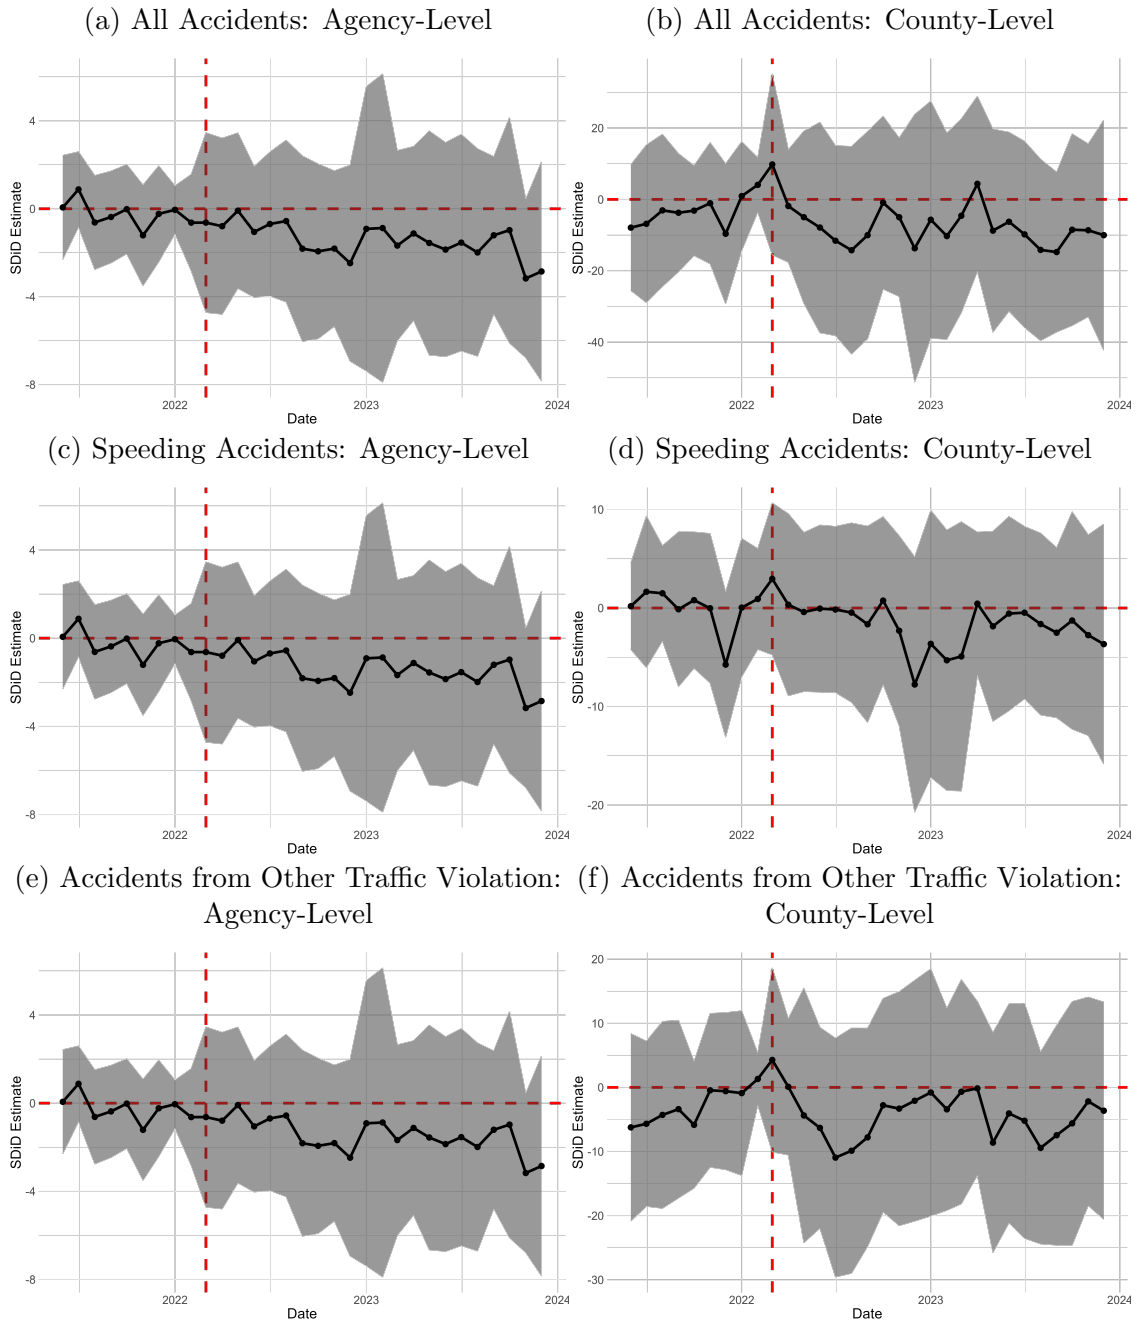 (a) All Accidents: Agency-Level
(b) All Accidents: County-Level
4
0
-4
-8
SDiD Estimate
2022
2023
2024
Date
20
0
-20
-40
SDiD Estimate
2022
2023
2024
Date
(c) Speeding Accidents: Agency-Level
(d) Speeding Accidents: County-Level
4
0
-4
-8
SDiD Estimate
2022
2023
2024
Date
10
0
-10
-20
SDiD Estimate
2022
2023
2024
Date
(e) Accidents from Other Traffic Violation:
Agency-Level
(f) Accidents from Other Traffic Violation:
County-Level
4
0
-4
-8
SDiD Estimate
2022
2023
2024
Date
20
10
0
-10
-20
-30
SDiD Estimate
2022
2023
2024
Date